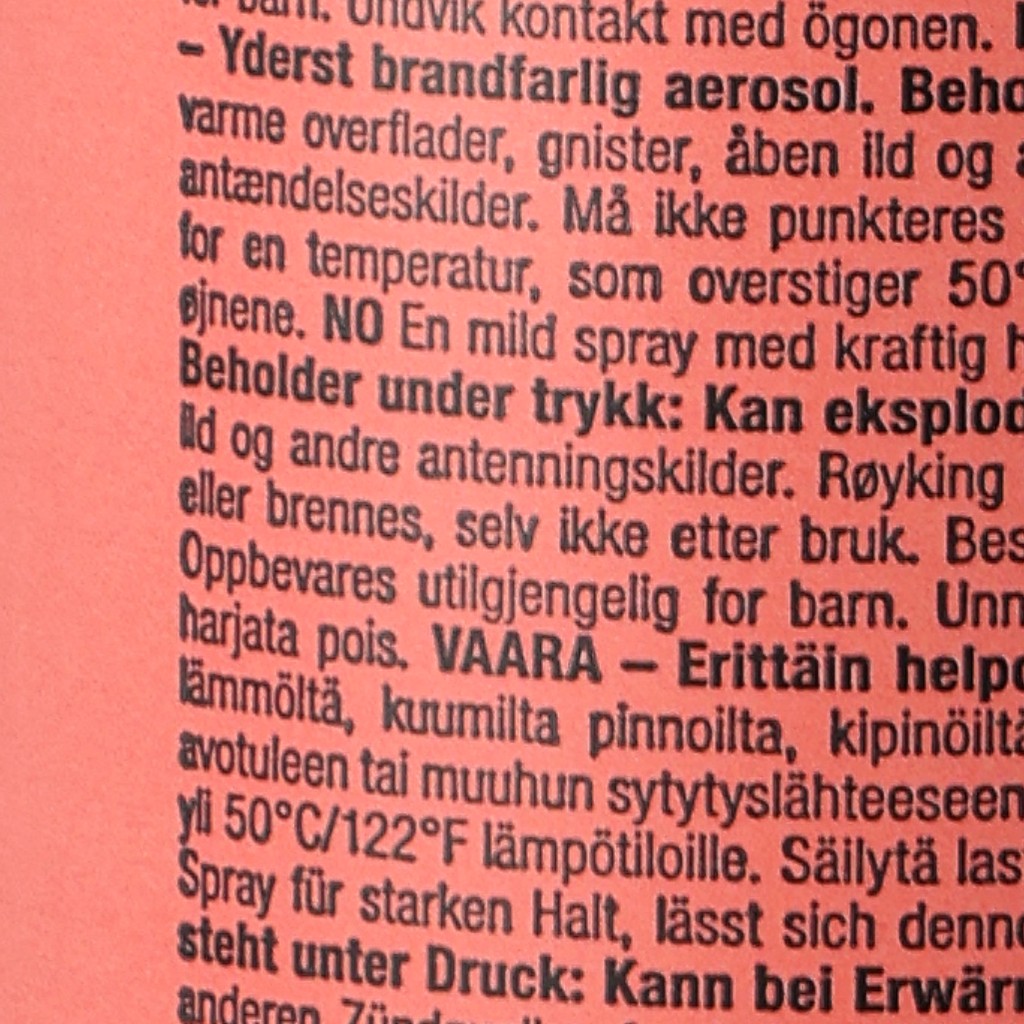 barn. Undvik kontakt med ögonen.
– Yderst brandfarlig aerosol.
varme overflader, gnister, åben ild og
antændelseskilder. Må ikke punkteres
for en temperatur, som overstiger 50°
øjnene. NO En mild spray med kraftig
Beholder under trykk: Kan eksplod
ild og andre antenningskilder. Røyking
eller brennes, selv ikke etter bruk. Bes
Oppbevares utilgjengelig for barn. Unn
harjata pois. VAARA – Erittäin help
lämmöltä, kuumilta pinnoilta, kipinöiltä
avotuleen tai muuhun sytytyslähteeseen
yli 50°C/122°F lämpötiloille. Säilytä las
Spray für starken Halt, lässt sich denn
steht unter Druck: Kann bei Erwär
anderen